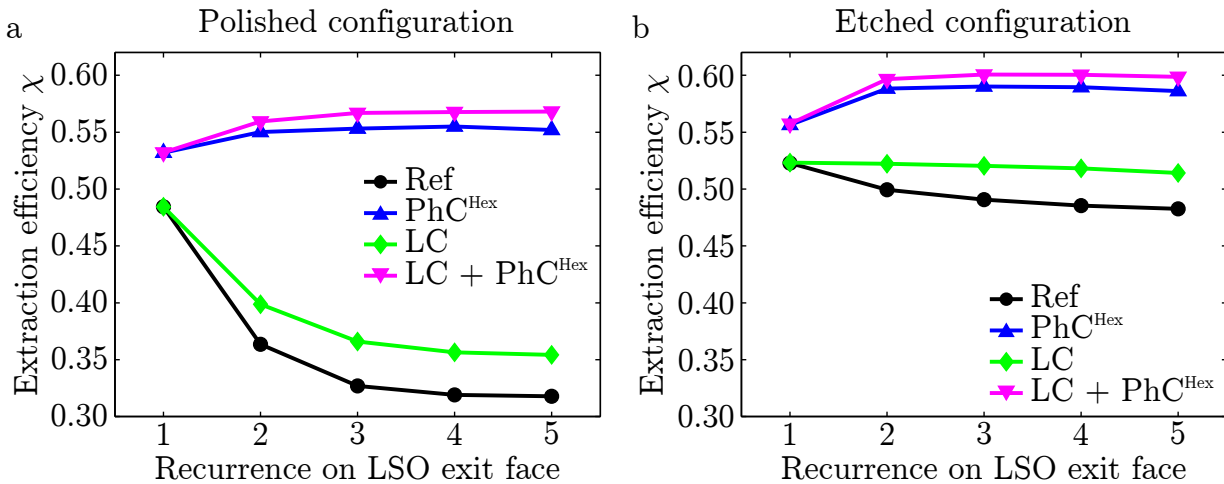 a
Polished configuration
Extraction efficiency χ
0.60
0.55
0.50
0.45
0.40
0.35
0.30
Ref
PhC^Hex
LC
LC + PhC^Hex
1 2 3 4 5
Recurrence on LSO exit face
b
Etched configuration
Extraction efficiency χ
0.60
0.55
0.50
0.45
0.40
0.35
0.30
Ref
PhC^Hex
LC
LC + PhC^Hex
1 2 3 4 5
Recurrence on LSO exit face